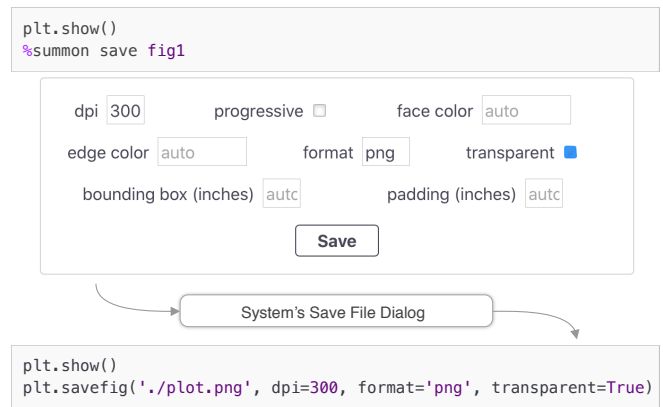 plt.show()
%summon save fig1
dpi 300 progressive face color auto
edge color auto format png transparent
bounding box (inches) auto padding (inches) auto
Save
System’s Save File Dialog
plt.show()
plt.savefig('./plot.png', dpi=300, format='png', transparent=True)